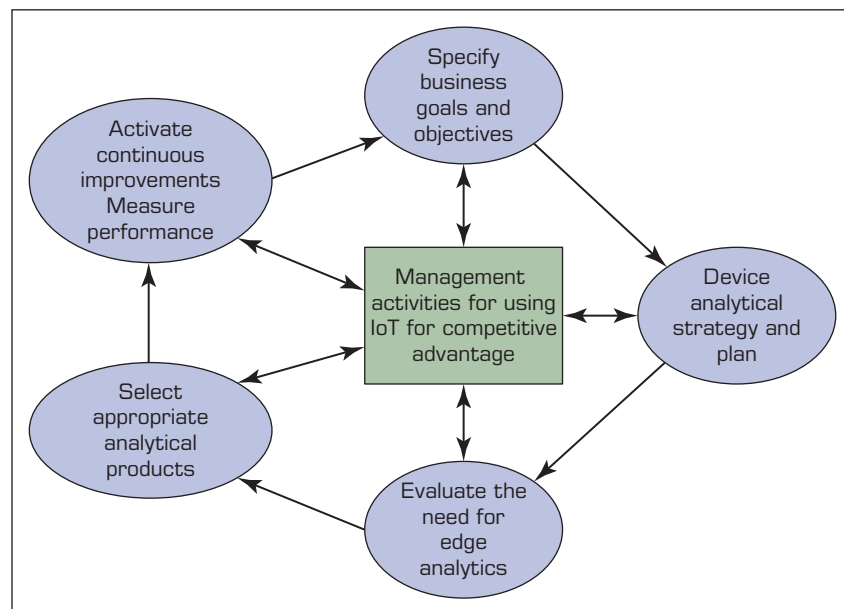 Specify
business
goals and
objectives
Activate
continuous
improvements
Measure
performance
Management
activities for using
IoT for competitive
advantage
Device
analytical
strategy and
plan
Select
appropriate
analytical
products
Evaluate the
need for
edge
analytics